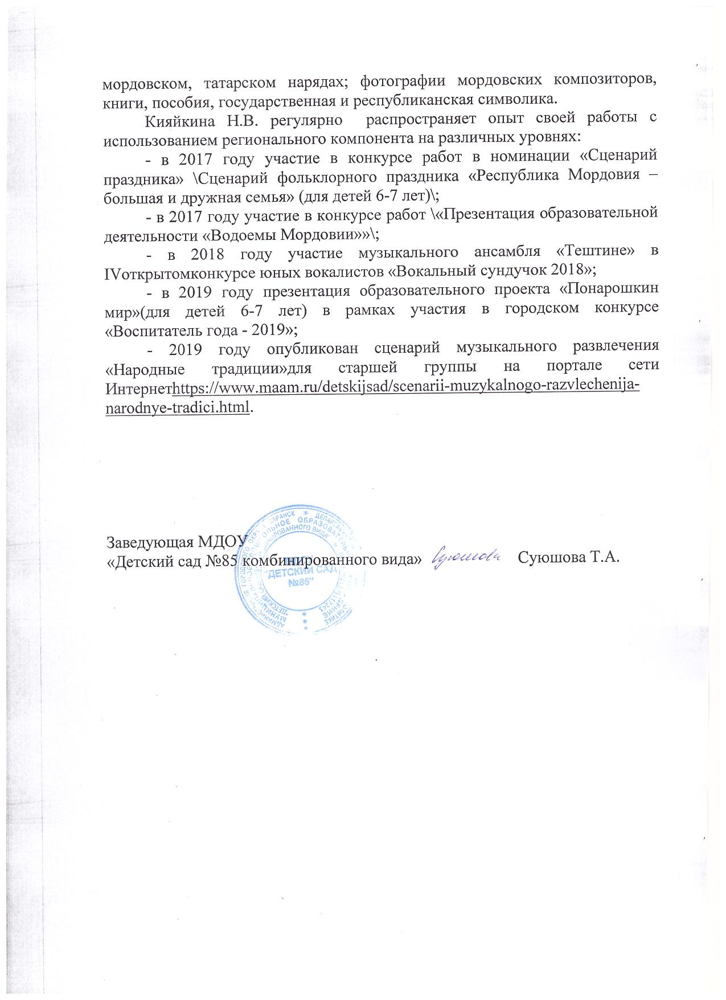 мордовском, татарском нарядах; фотографии мордовских композиторов,
книги, пособия, государственная и республиканская символика.
Кияйкина Н.В. регулярно распространяет опыт своей работы с
использованием регионального компонента на различных уровнях:
- в 2017 году участие в конкурсе работ в номинации «Сценарий
праздника» \Сценарий фольклорного праздника «Республика Мордовия –
большая и дружная семья» (для детей 6-7 лет)\;
- в 2017 году участие в конкурсе работ \«Презентация образовательной
деятельности «Водоемы Мордовии»»\;
- в 2018 году участие музыкального ансамбля «Тештине» в
IVоткрытомконкурсе юных вокалистов «Вокальный сундучок 2018»;
- в 2019 году презентация образовательного проекта «Понарошкин
мир»(для детей 6-7 лет) в рамках участия в городском конкурсе
«Воспитатель года - 2019»;
- 2019 году опубликован сценарий музыкального развлечения
«Народные традиции»для старшей группы на портале сети
Интернетhttps://www.maam.ru/detskijsad/scenarii-muzykalnogo-razvlechenija-
narodnye-tradici.html.
Заведующая МДОУ
«Детский сад №85 комбинированного вида» Суюшова Суюшова Т.А.
"ДЕТСКИЙ САД
№85"